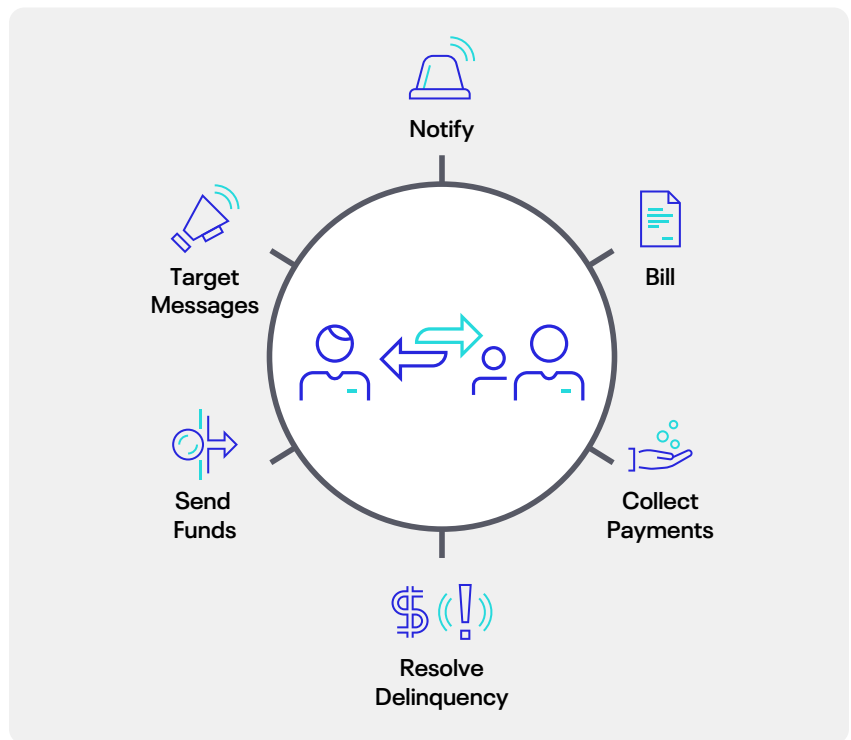 Notify
Target
Messages
Bill
Send
Funds
Collect
Payments
Resolve
Delinquency